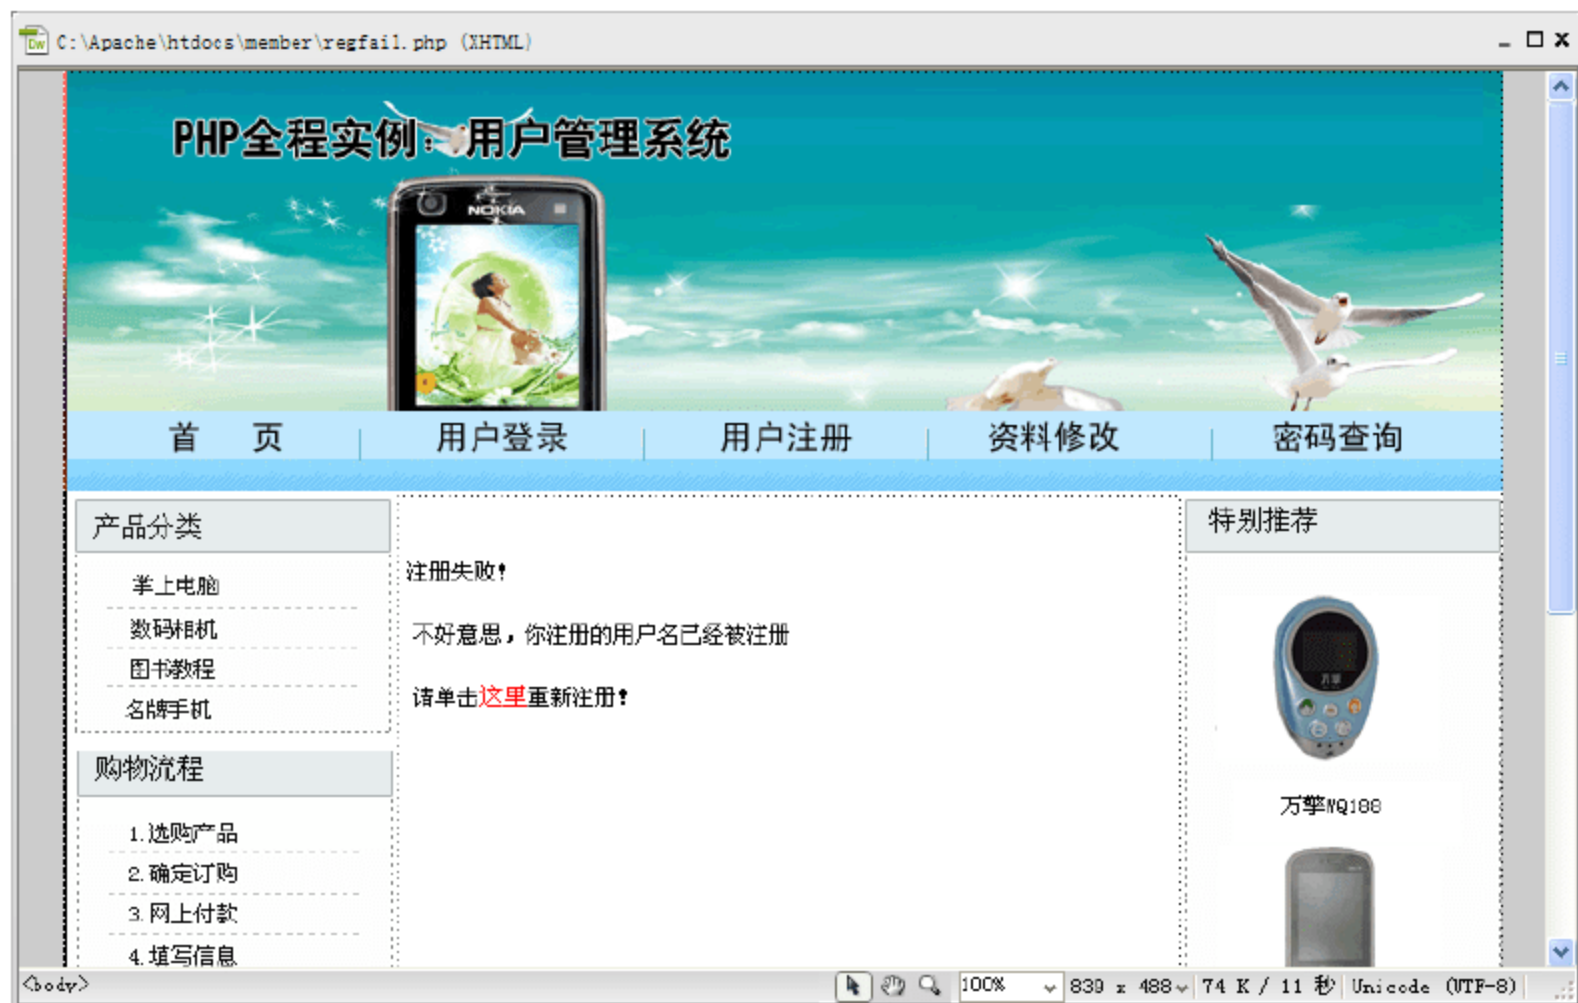 C:\Apache\htdocs\member\regfail.php (XHTML)
PHP全程实例：用户管理系统
NOKIA
首 页 用户登录 用户注册 资料修改 密码查询
产品分类
掌上电脑
数码相机
图书教程
名牌手机
购物流程
1.选购产品
2.确定订购
3.网上付款
4.填写信息
注册失败！
不好意思，你注册的用户名已经被注册
请单击这里重新注册！
特别推荐
万擎WQ188
<body> 100% 839 x 488 74 K / 11 秒 Unicode (UTF-8)